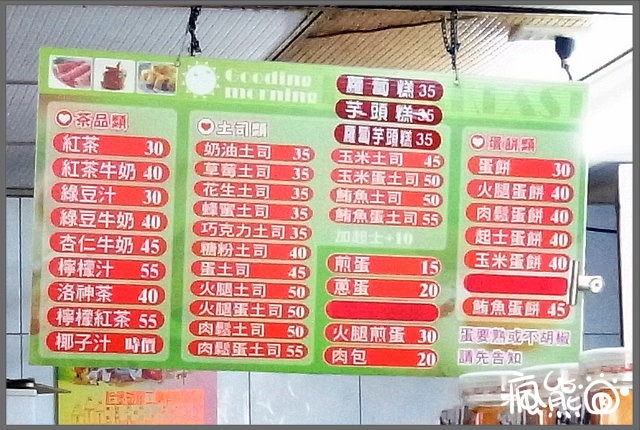 Gooding
morning
蘿蔔糕 35
芋頭糕 35
蘿蔔芋頭糕 35
茶品類
紅茶 30
紅茶牛奶 40
綠豆汁 30
綠豆牛奶 40
杏仁牛奶 45
檸檬汁 55
洛神茶 40
檸檬紅茶 55
椰子汁 時價
土司類
奶油土司 35
草莓土司 35
花生土司 35
蜂蜜土司 35
巧克力土司 35
糖粉土司 40
蛋土司 45
火腿土司 50
火腿蛋土司 50
肉鬆土司 50
肉鬆蛋土司 55
玉米土司 45
玉米蛋土司 50
鮪魚土司 50
鮪魚蛋土司 55
加起士+10
煎蛋 15
蔥蛋 20
火腿煎蛋 30
肉包 20
蛋餅類
蛋餅 30
火腿蛋餅 40
肉鬆蛋餅 40
起士蛋餅 40
玉米蛋餅 40
鮪魚蛋餅 45
蛋要熟或不胡椒
請先告知
瘋熊